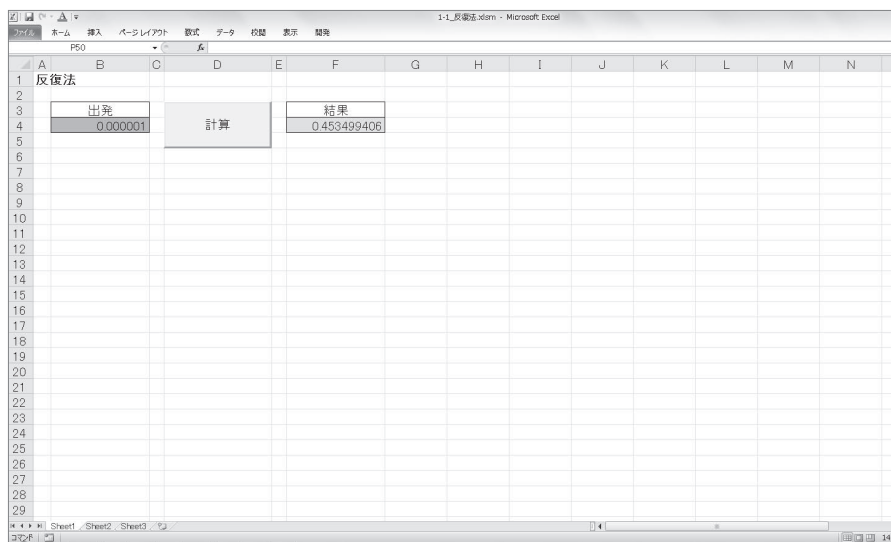 1-1_反復法.xlsm - Microsoft Excel
ファイル ホーム 挿入 ページレイアウト 数式 データ 校閲 表示 開発
P50 fx
A B C D E F G H I J K L M N
1 反復法
2
3 出発 結果
4 0.000001 計算 0.453499406
5
6
7
8
9
10
11
12
13
14
15
16
17
18
19
20
21
22
23
24
25
26
27
28
29
Sheet1 Sheet2 Sheet3
コマンド 14